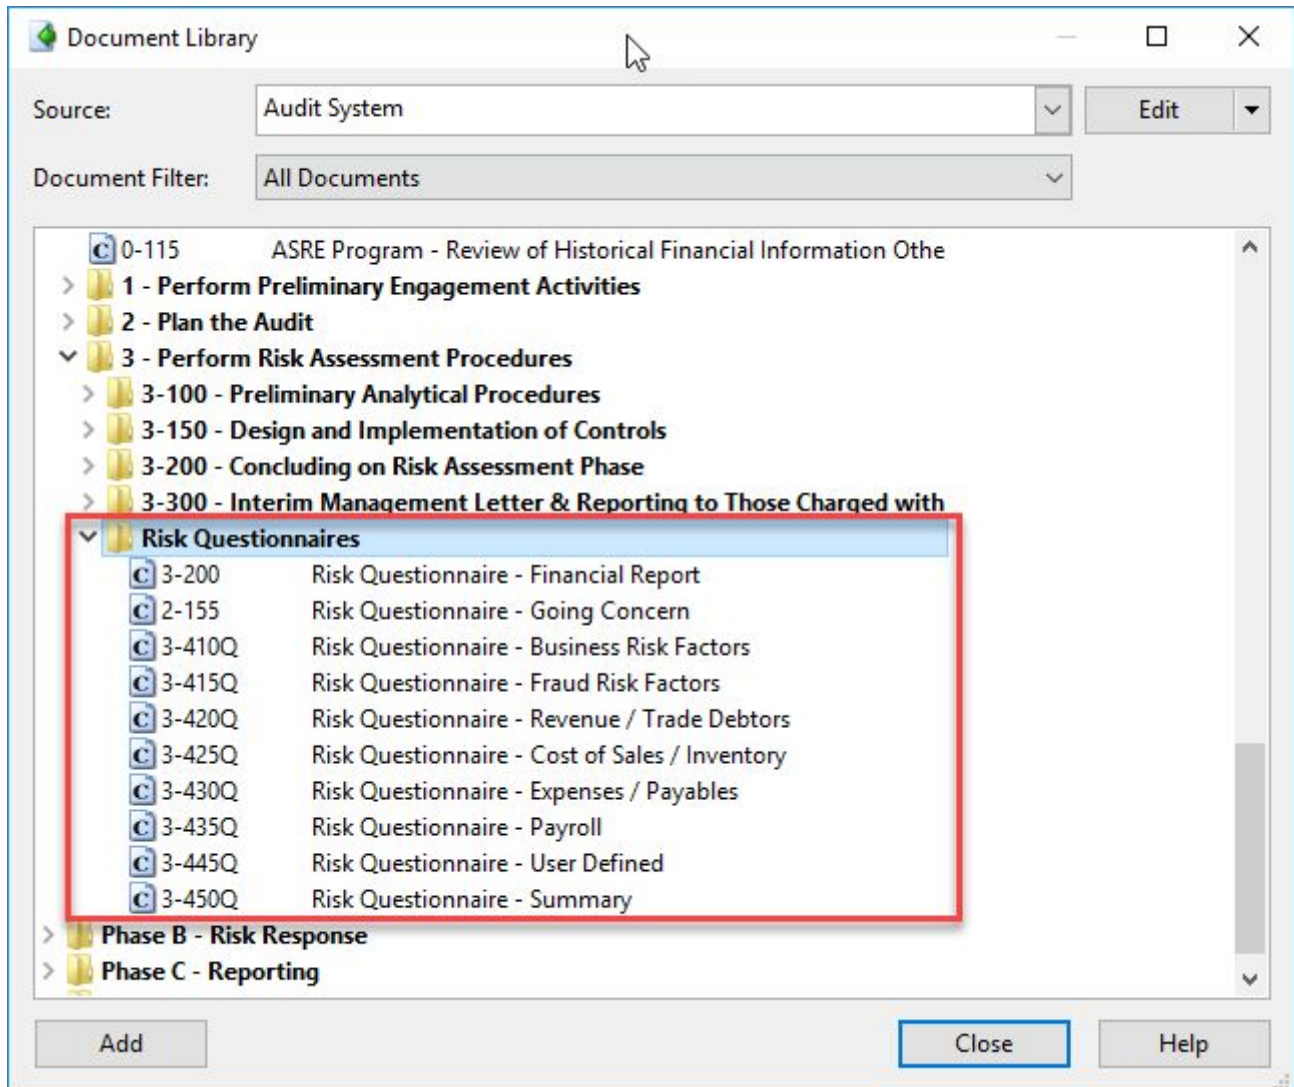 Document Library
Source: Audit System Edit
Document Filter: All Documents
C 0-115 ASRE Program - Review of Historical Financial Information Othe
1 - Perform Preliminary Engagement Activities
2 - Plan the Audit
3 - Perform Risk Assessment Procedures
3-100 - Preliminary Analytical Procedures
3-150 - Design and Implementation of Controls
3-200 - Concluding on Risk Assessment Phase
3-300 - Interim Management Letter & Reporting to Those Charged with
Risk Questionnaires
C 3-200 Risk Questionnaire - Financial Report
C 2-155 Risk Questionnaire - Going Concern
C 3-410Q Risk Questionnaire - Business Risk Factors
C 3-415Q Risk Questionnaire - Fraud Risk Factors
C 3-420Q Risk Questionnaire - Revenue / Trade Debtors
C 3-425Q Risk Questionnaire - Cost of Sales / Inventory
C 3-430Q Risk Questionnaire - Expenses / Payables
C 3-435Q Risk Questionnaire - Payroll
C 3-445Q Risk Questionnaire - User Defined
C 3-450Q Risk Questionnaire - Summary
Phase B - Risk Response
Phase C - Reporting
Add Close Help